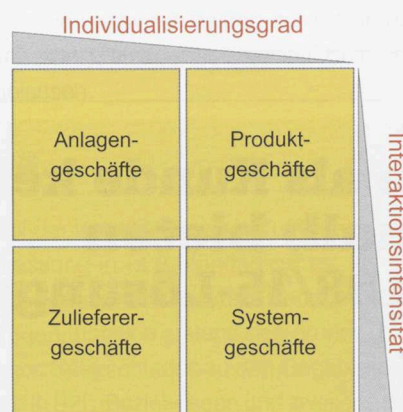 Individualisierungsgrad
Anlagen-
geschäfte
Produkt-
geschäfte
Interaktionsintensität
Zulieferer-
geschäfte
System-
geschäfte